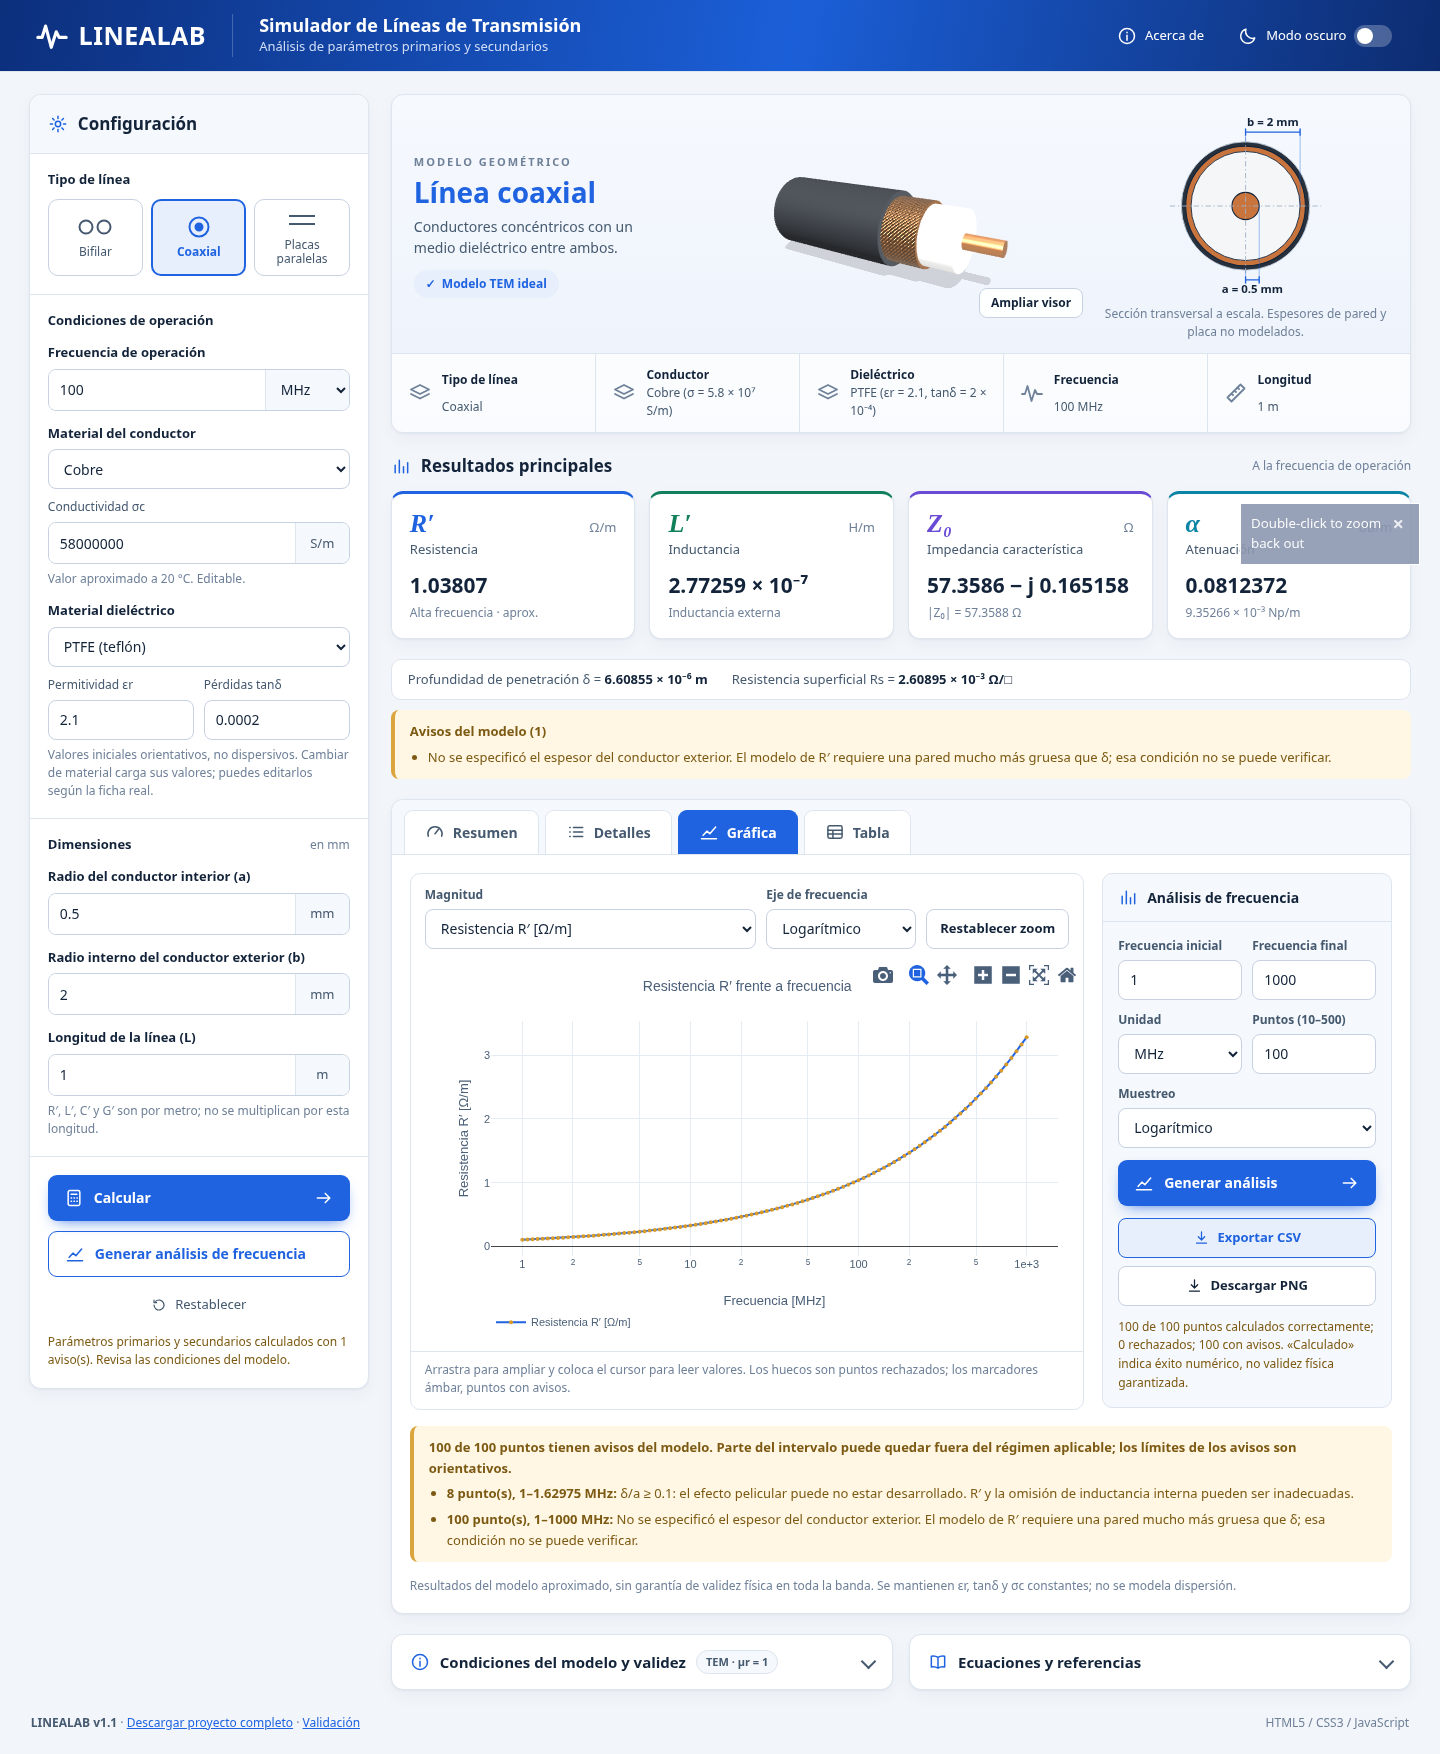 LINEALAB
Simulador de Líneas de Transmisión
Análisis de parámetros primarios y secundarios
Acerca de
Modo oscuro
Configuración
Tipo de línea
Bifilar
Coaxial
Placas
paralelas
Condiciones de operación
Frecuencia de operación
100
MHz
Material del conductor
Cobre
Conductividad σc
58000000
S/m
Valor aproximado a 20 °C. Editable.
Material dieléctrico
PTFE (teflón)
Permitividad εr
Pérdidas tanδ
2.1
0.0002
Valores iniciales orientativos, no dispersivos. Cambiar
de material carga sus valores; puedes editarlos
según la ficha real.
Dimensiones
en mm
Radio del conductor interior (a)
0.5
mm
Radio interno del conductor exterior (b)
2
mm
Longitud de la línea (L)
1
m
R′, L′, C′ y G′ son por metro; no se multiplican por esta
longitud.
Calcular
Generar análisis de frecuencia
Restablecer
Parámetros primarios y secundarios calculados con 1
aviso(s). Revisa las condiciones del modelo.
MODELO GEOMÉTRICO
Línea coaxial
Conductores concéntricos con un
medio dieléctrico entre ambos.
✓ Modelo TEM ideal
Ampliar visor
b = 2 mm
a = 0.5 mm
Sección transversal a escala. Espesores de pared y
placa no modelados.
Tipo de línea
Coaxial
Conductor
Cobre (σ = 5.8 × 10⁷
S/m)
Dieléctrico
PTFE (εr = 2.1, tanδ = 2 ×
10⁻⁴)
Frecuencia
100 MHz
Longitud
1 m
Resultados principales
A la frecuencia de operación
R′
Ω/m
Resistencia
1.03807
Alta frecuencia · aprox.
L′
H/m
Inductancia
2.77259 × 10⁻⁷
Inductancia externa
Z₀
Ω
Impedancia característica
57.3586 − j 0.165158
|Z₀| = 57.3588 Ω
α
Atenuaci
0.0812372
9.35266 × 10⁻³ Np/m
Double-click to zoom
back out
×
Profundidad de penetración δ = 6.60855 × 10⁻⁶ m
Resistencia superficial Rs = 2.60895 × 10⁻³ Ω/□
Avisos del modelo (1)
• No se especificó el espesor del conductor exterior. El modelo de R′ requiere una pared mucho más gruesa que δ; esa condición no se puede verificar.
Resumen
Detalles
Gráfica
Tabla
Magnitud
Eje de frecuencia
Resistencia R′ [Ω/m]
Logarítmico
Restablecer zoom
Resistencia R′ frente a frecuencia
Resistencia R′ [Ω/m]
3
2
1
0
1
2
5
10
2
5
100
2
5
1e+3
Frecuencia [MHz]
Resistencia R′ [Ω/m]
Arrastra para ampliar y coloca el cursor para leer valores. Los huecos son puntos rechazados; los marcadores
ámbar, puntos con avisos.
Análisis de frecuencia
Frecuencia inicial
Frecuencia final
1
1000
Unidad
Puntos (10–500)
MHz
100
Muestreo
Logarítmico
Generar análisis
Exportar CSV
Descargar PNG
100 de 100 puntos calculados correctamente;
0 rechazados; 100 con avisos. «Calculado»
indica éxito numérico, no validez física
garantizada.
100 de 100 puntos tienen avisos del modelo. Parte del intervalo puede quedar fuera del régimen aplicable; los límites de los avisos son
orientativos.
• 8 punto(s), 1–1.62975 MHz: δ/a ≥ 0.1: el efecto pelicular puede no estar desarrollado. R′ y la omisión de inductancia interna pueden ser inadecuadas.
• 100 punto(s), 1–1000 MHz: No se especificó el espesor del conductor exterior. El modelo de R′ requiere una pared mucho más gruesa que δ; esa
condición no se puede verificar.
Resultados del modelo aproximado, sin garantía de validez física en toda la banda. Se mantienen εr, tanδ y σc constantes; no se modela dispersión.
Condiciones del modelo y validez
TEM · μr = 1
Ecuaciones y referencias
LINEALAB v1.1 · Descargar proyecto completo · Validación
HTML5 / CSS3 / JavaScript